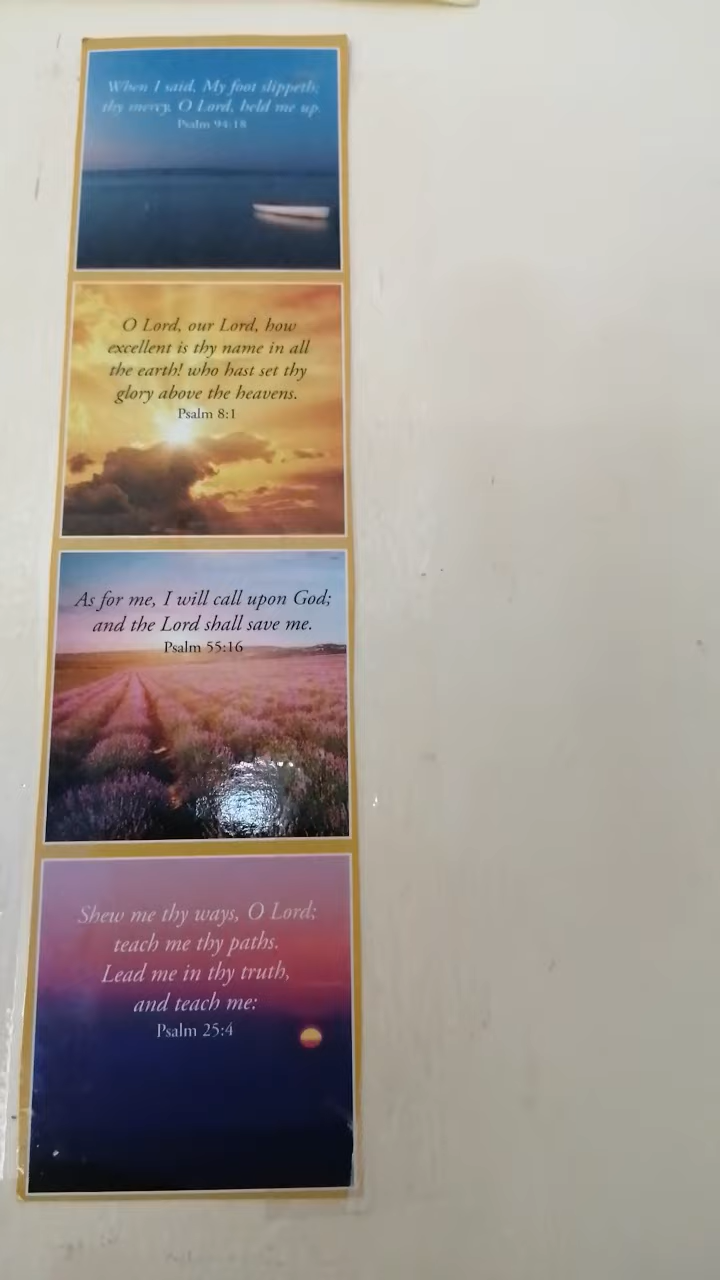 When I said, My foot slippeth;
thy mercy, O Lord, held me up.
Psalm 94:18
O Lord, our Lord, how
excellent is thy name in all
the earth! who hast set thy
glory above the heavens.
Psalm 8:1
As for me, I will call upon God;
and the Lord shall save me.
Psalm 55:16
Shew me thy ways, O Lord;
teach me thy paths.
Lead me in thy truth,
and teach me:
Psalm 25:4